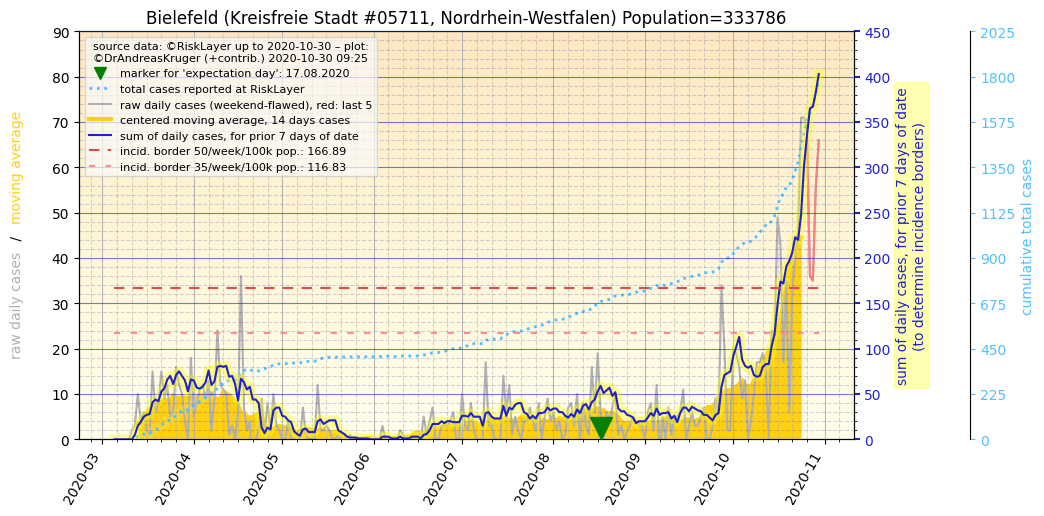 Bielefeld (Kreisfreie Stadt #05711, Nordrhein-Westfalen) Population=333786
source data: ©RiskLayer up to 2020-10-30 – plot:
©DrAndreasKruger (+contrib.) 2020-10-30 09:25
marker for 'expectation day': 17.08.2020
total cases reported at RiskLayer
raw daily cases (weekend-flawed), red: last 5
centered moving average, 14 days cases
sum of daily cases, for prior 7 days of date
incid. border 50/week/100k pop.: 166.89
incid. border 35/week/100k pop.: 116.83
raw daily cases / moving average
90
80
70
60
50
40
30
20
10
0
2020-03
2020-04
2020-05
2020-06
2020-07
2020-08
2020-09
2020-10
2020-11
450
400
350
300
250
200
150
100
50
0
sum of daily cases, for prior 7 days of date
(to determine incidence borders)
2025
1800
1575
1350
1125
900
675
450
225
0
cumulative total cases